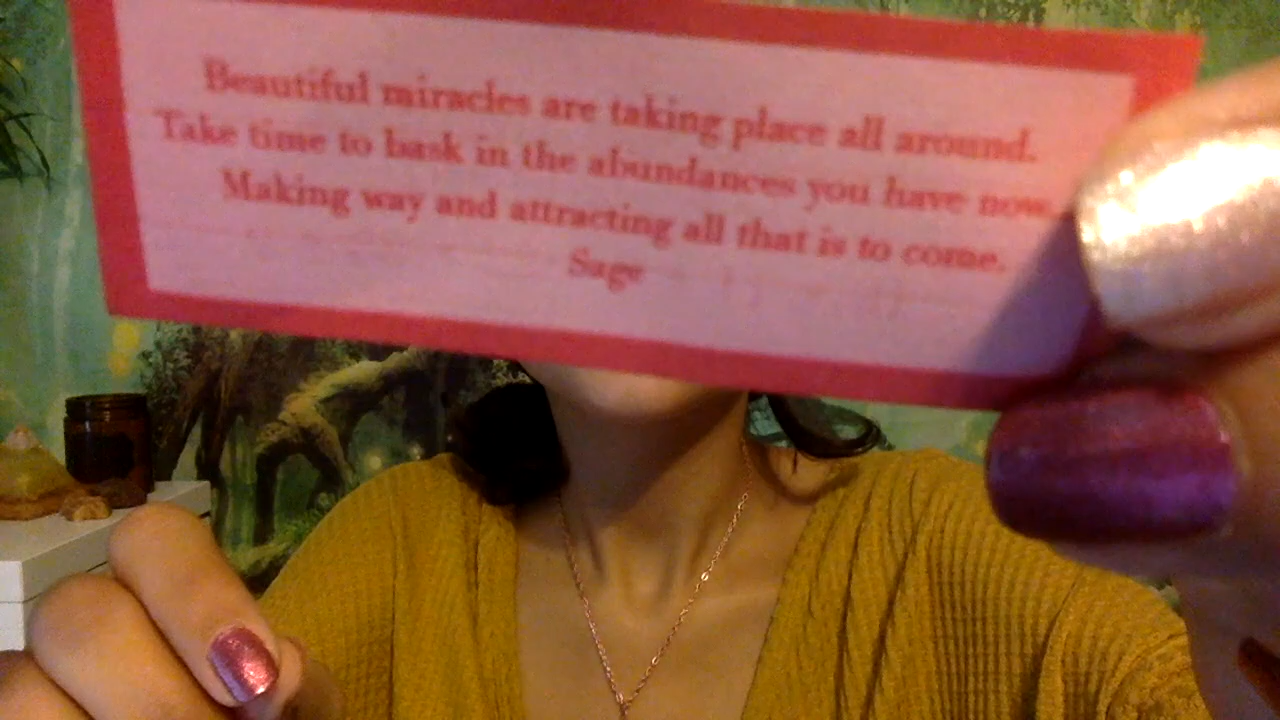 Beautiful miracles are taking place all around.
Take time to bask in the abundances you have now.
Making way and attracting all that is to come.
Sage